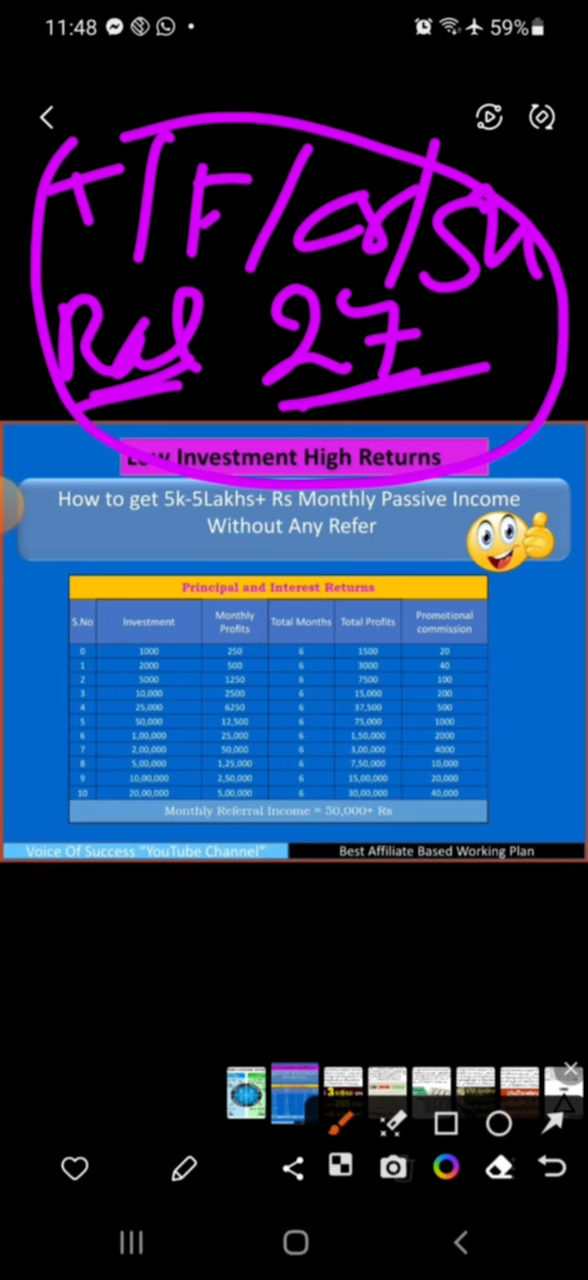 11:48
59%
T/F/
27
Low Investment High Returns
How to get 5k-5Lakhs+ Rs Monthly Passive Income
Without Any Refer
Principal and Interest Returns
S.No Investment Monthly Profits Total Months Total Profits Promotional commission
0 1000 250 6 1500 20
1 2000 500 6 3000 40
2 5000 1250 6 7500 100
3 10,000 2500 6 15,000 200
4 25,000 6250 6 37,500 500
5 50,000 12,500 6 75,000 1000
6 1,00,000 25,000 6 1,50,000 2000
7 2,00,000 50,000 6 3,00,000 4000
8 5,00,000 1,25,000 6 7,50,000 10,000
9 10,00,000 2,50,000 6 15,00,000 20,000
10 20,00,000 5,00,000 6 30,00,000 40,000
Monthly Referral Income = 50,000+ Rs
Voice Of Success "YouTube Channel" Best Affiliate Based Working Plan